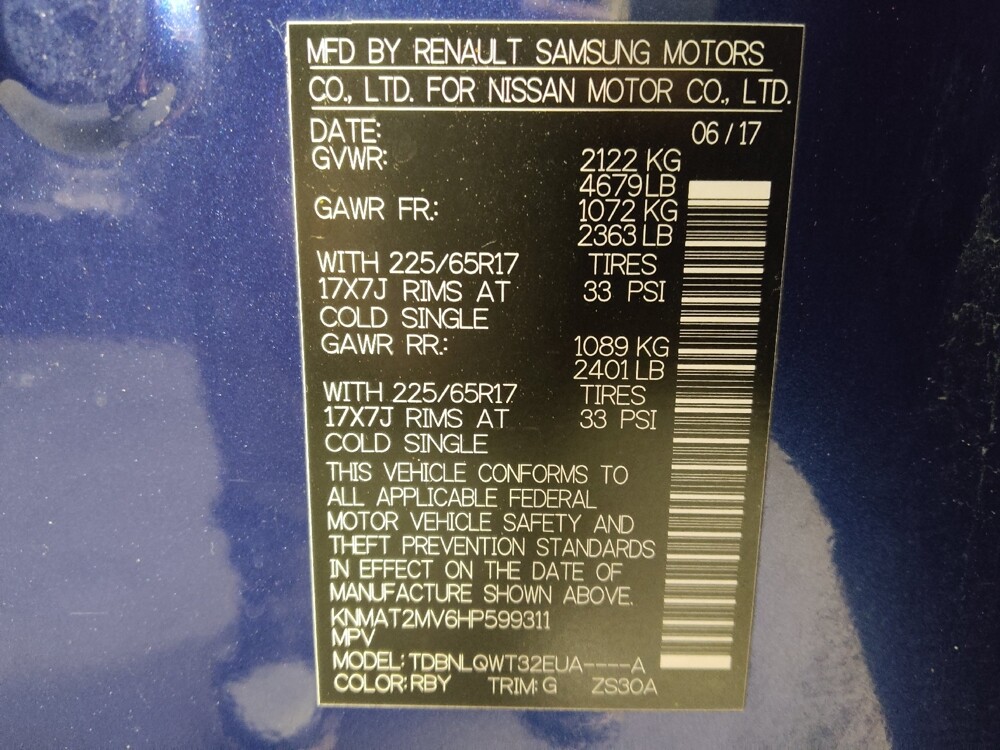 MFD BY RENAULT SAMSUNG MOTORS
CO., LTD. FOR NISSAN MOTOR CO., LTD.
DATE: 06/17
GVWR: 2122 KG
4679 LB
GAWR FR.: 1072 KG
2363 LB
WITH 225/65R17 TIRES
17X7J RIMS AT 33 PSI
COLD SINGLE
GAWR RR.: 1089 KG
2401 LB
WITH 225/65R17 TIRES
17X7J RIMS AT 33 PSI
COLD SINGLE
THIS VEHICLE CONFORMS TO
ALL APPLICABLE FEDERAL
MOTOR VEHICLE SAFETY AND
THEFT PREVENTION STANDARDS
IN EFFECT ON THE DATE OF
MANUFACTURE SHOWN ABOVE.
KNMAT2MV6HP599311
MPV
MODEL: TDBNLQWT32EUA----A
COLOR: RBY TRIM: G ZS30A